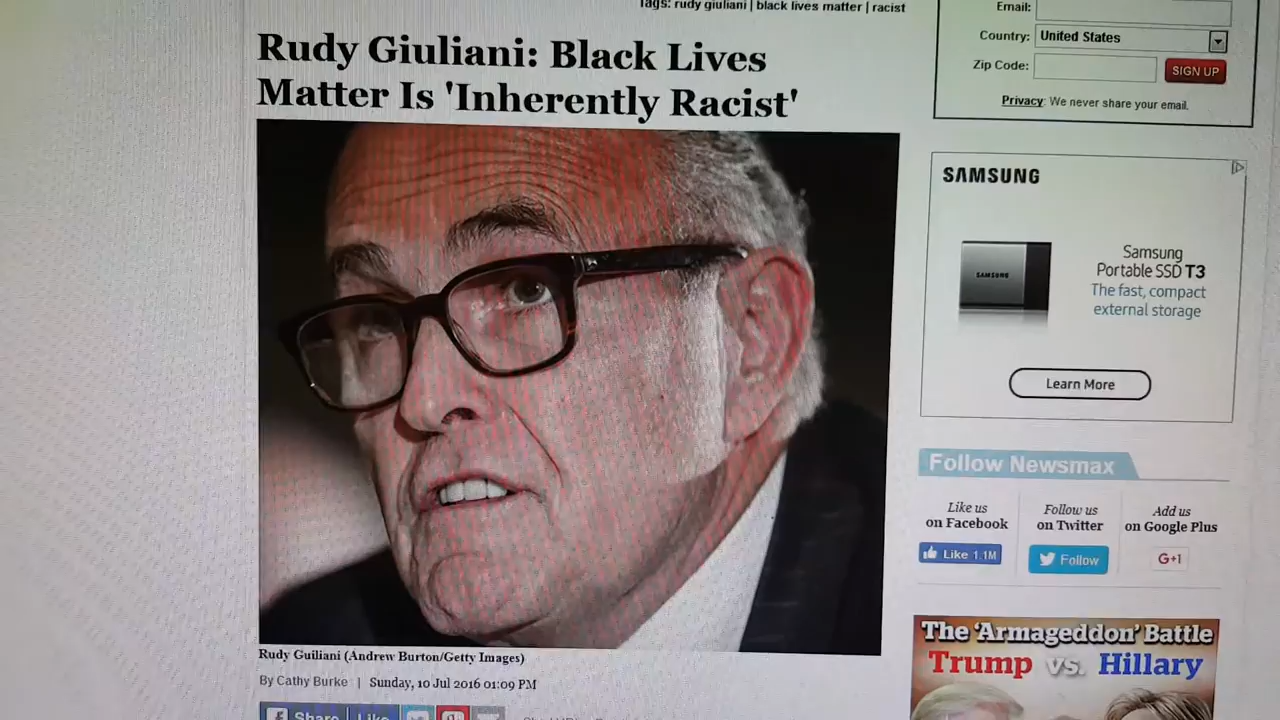 Tags: rudy giuliani | black lives matter | racist
Rudy Giuliani: Black Lives
Matter Is 'Inherently Racist'
Rudy Guiliani (Andrew Burton/Getty Images)
By Cathy Burke | Sunday, 10 Jul 2016 01:09 PM
Share
Like
Email:
Country:
United States
Zip Code:
SIGN UP
Privacy: We never share your email.
SAMSUNG
SAMSUNG
Samsung
Portable SSD T3
The fast, compact
external storage
Learn More
Follow Newsmax
Like us
on Facebook
Like 1.1M
Follow us
on Twitter
Follow
Add us
on Google Plus
G+1
The 'Armageddon' Battle
Trump vs. Hillary